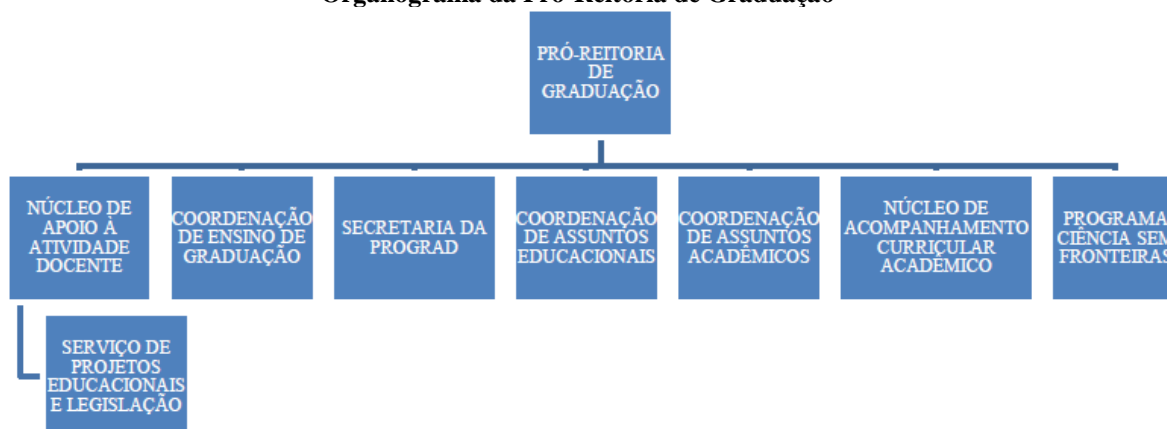 Organograma da Pró-Reitoria de Graduação
PRÓ-REITORIA
DE
GRADUAÇÃO
NÚCLEO DE
APOIO À
ATIVIDADE
DOCENTE
COORDENAÇÃO
DE ENSINO DE
GRADUAÇÃO
SECRETARIA DA
PROGRAD
COORDENAÇÃO
DE ASSUNTOS
EDUCACIONAIS
COORDENAÇÃO
DE ASSUNTOS
ACADÊMICOS
NÚCLEO DE
ACOMPANHAMENTO
CURRICULAR
ACADÊMICO
PROGRAMA
CIÊNCIA SEM
FRONTEIRAS
SERVIÇO DE
PROJETOS
EDUCACIONAIS
E LEGISLAÇÃO